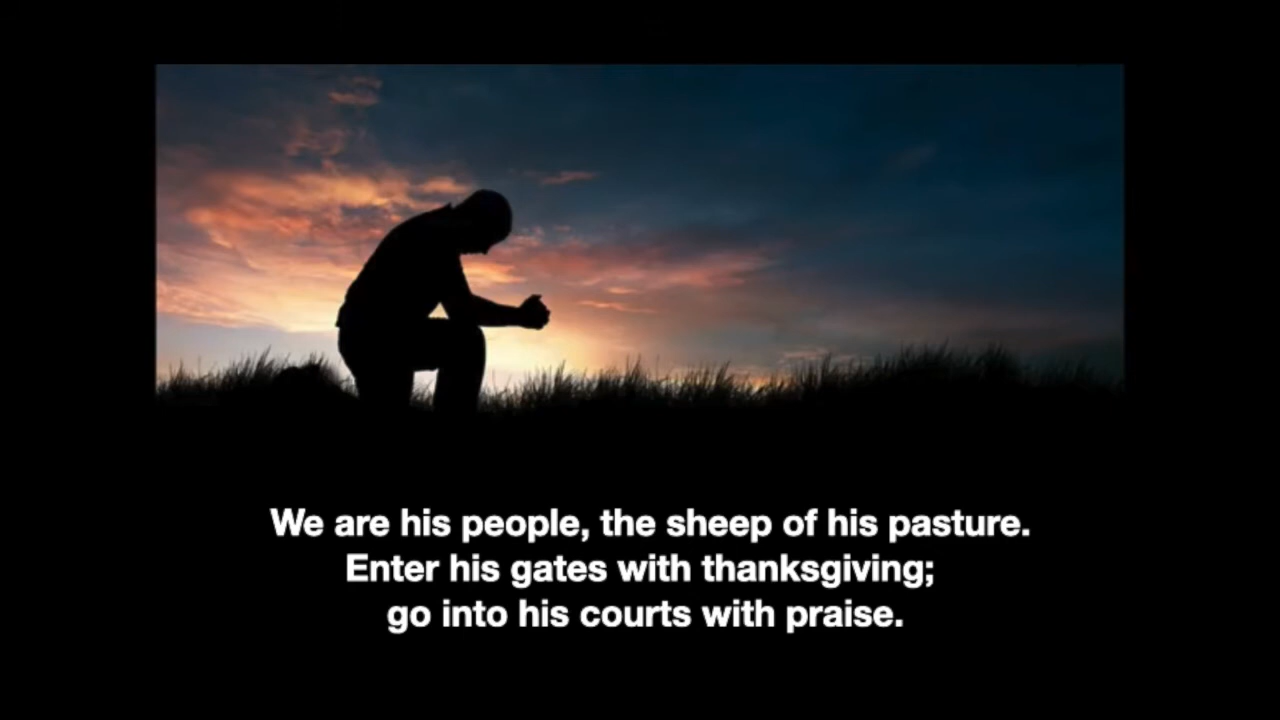 We are his people, the sheep of his pasture.
Enter his gates with thanksgiving;
go into his courts with praise.